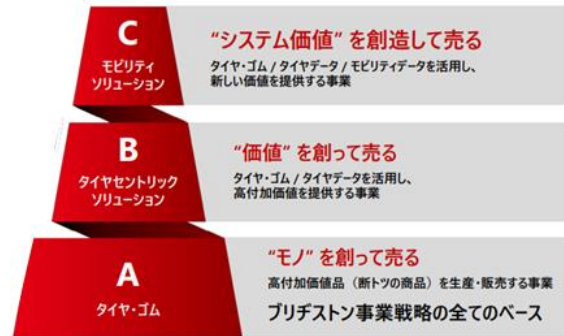 C
モビリティ
ソリューション
“システム価値” を創造して売る
タイヤ・ゴム / タイヤデータ / モビリティデータを活用し、
新しい価値を提供する事業
B
タイヤセントリック
ソリューション
“価値” を創って売る
タイヤ・ゴム / タイヤデータを活用し、
高付加価値を提供する事業
A
タイヤ・ゴム
“モノ” を創って売る
高付加価値品（断トツの商品）を生産・販売する事業
ブリヂストン事業戦略の全てのベース